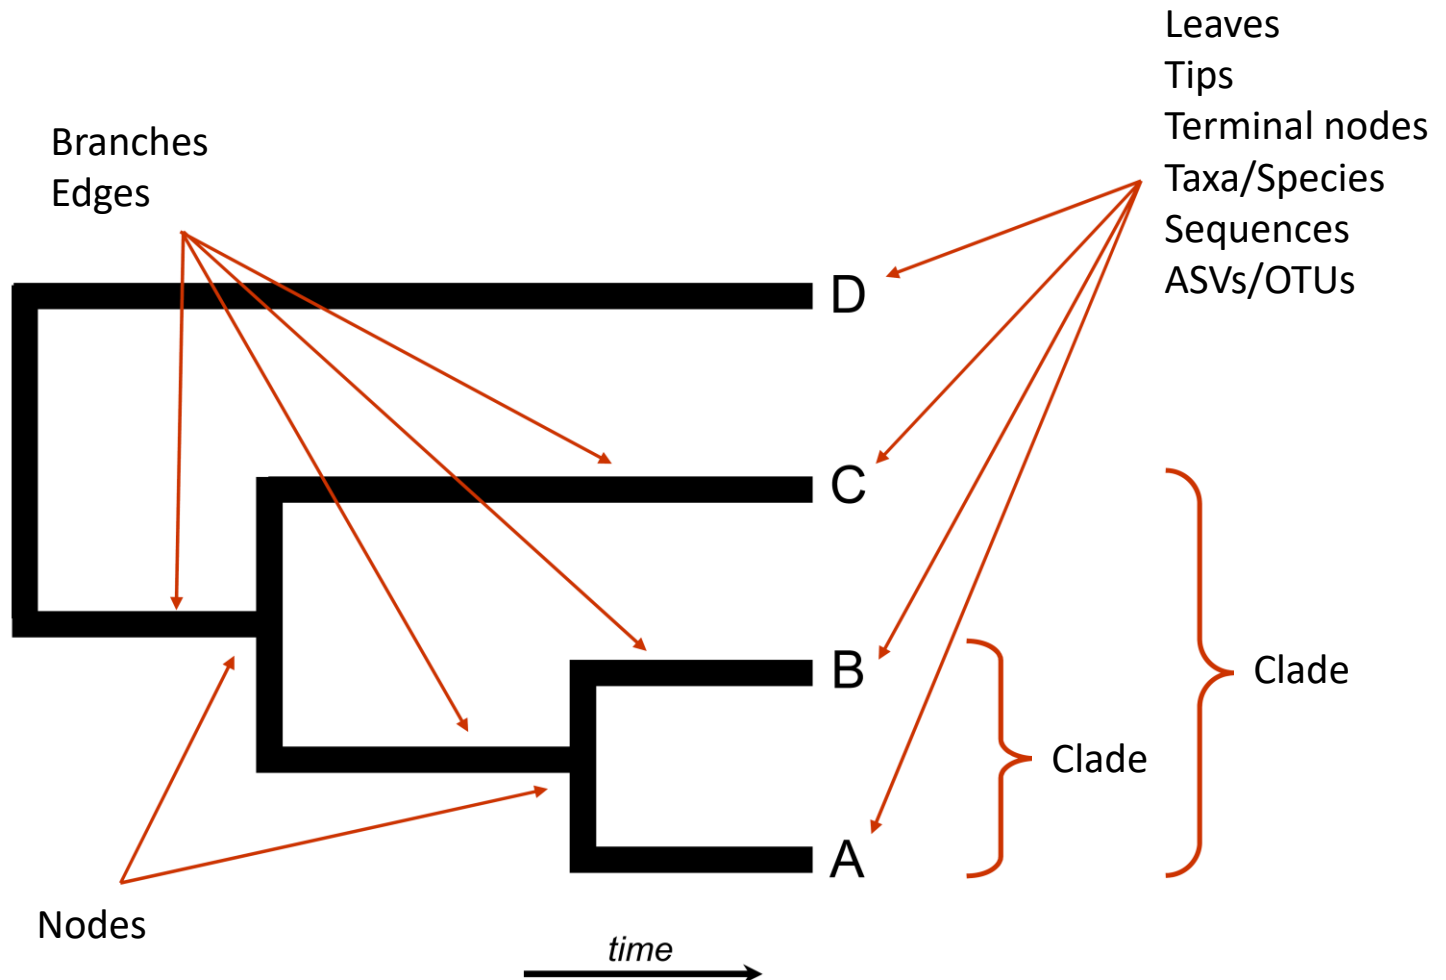 Leaves
Tips
Terminal nodes
Taxa/Species
Sequences
ASVs/OTUs
Branches
Edges
D
C
B
A
Clade
Clade
Nodes
time